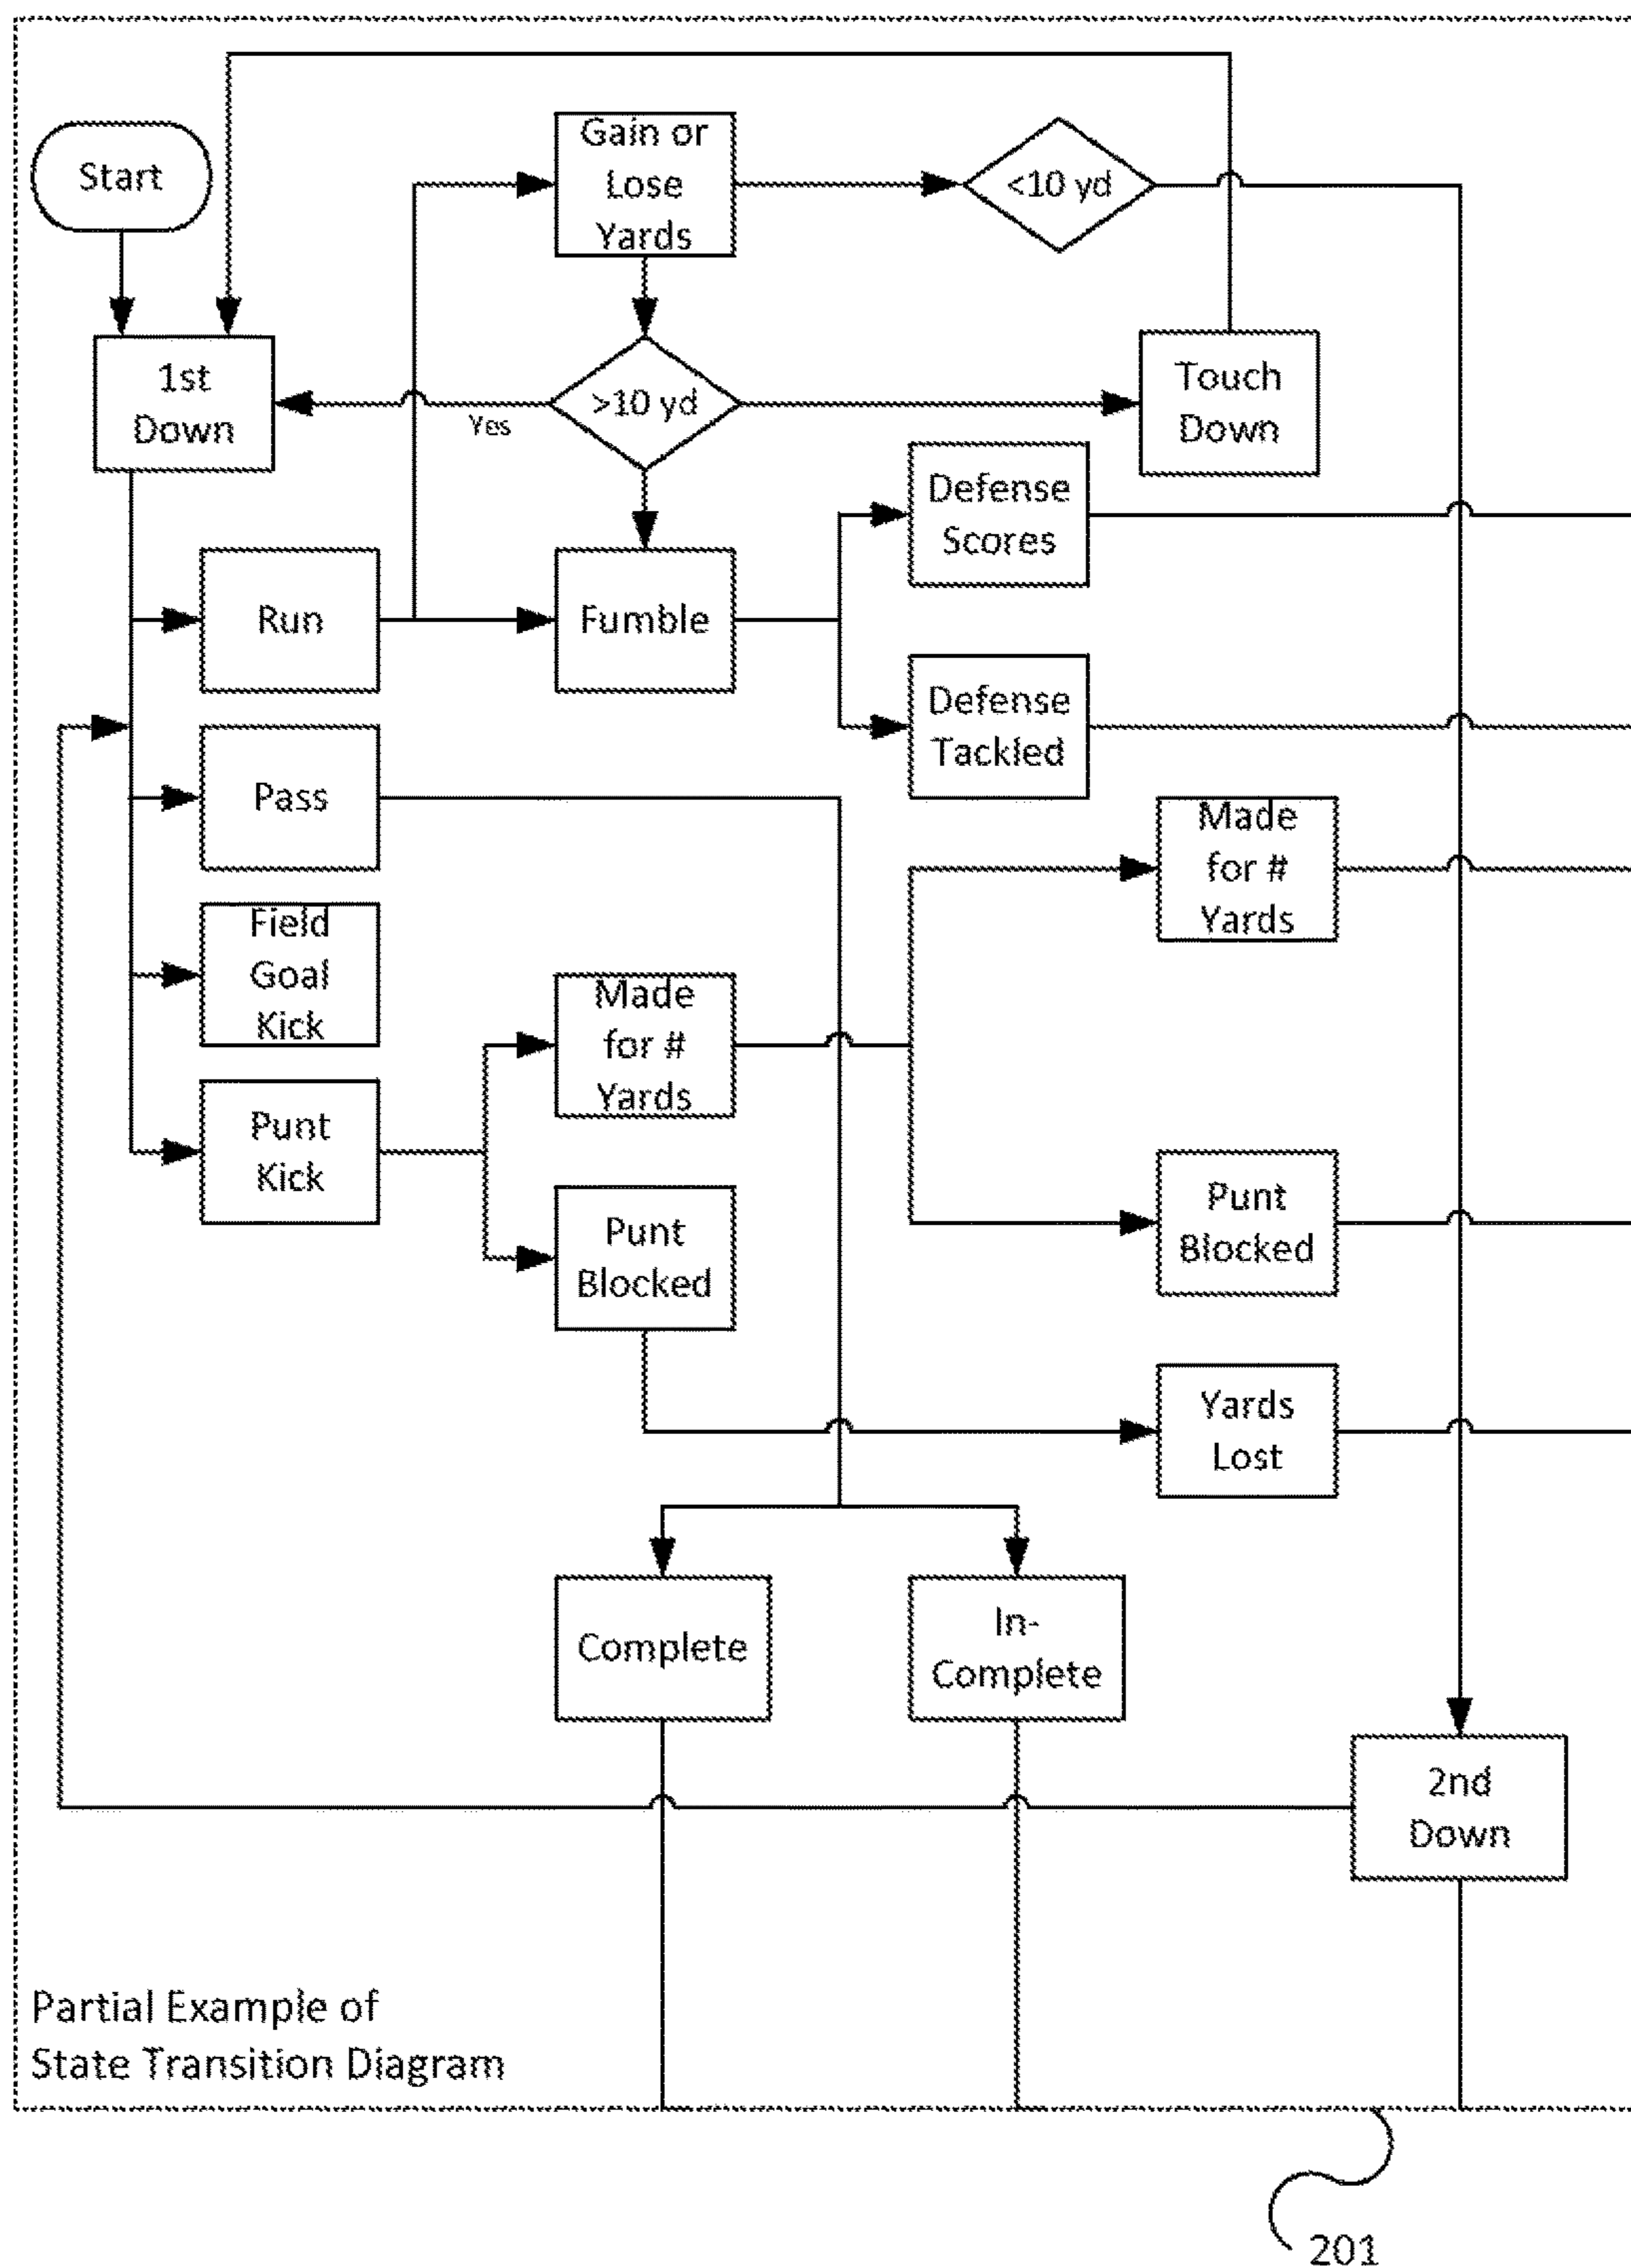 Start
Gain or
Lose
Yards
<10 yd
1st
Down
Yes
>10 yd
Touch
Down
Defense
Scores
Run
Fumble
Defense
Tackled
Pass
Made
for #
Yards
Field
Goal
Kick
Made
for #
Yards
Punt
Kick
Punt
Blocked
Punt
Blocked
Yards
Lost
Complete
In-
Complete
2nd
Down
Partial Example of
State Transition Diagram
201